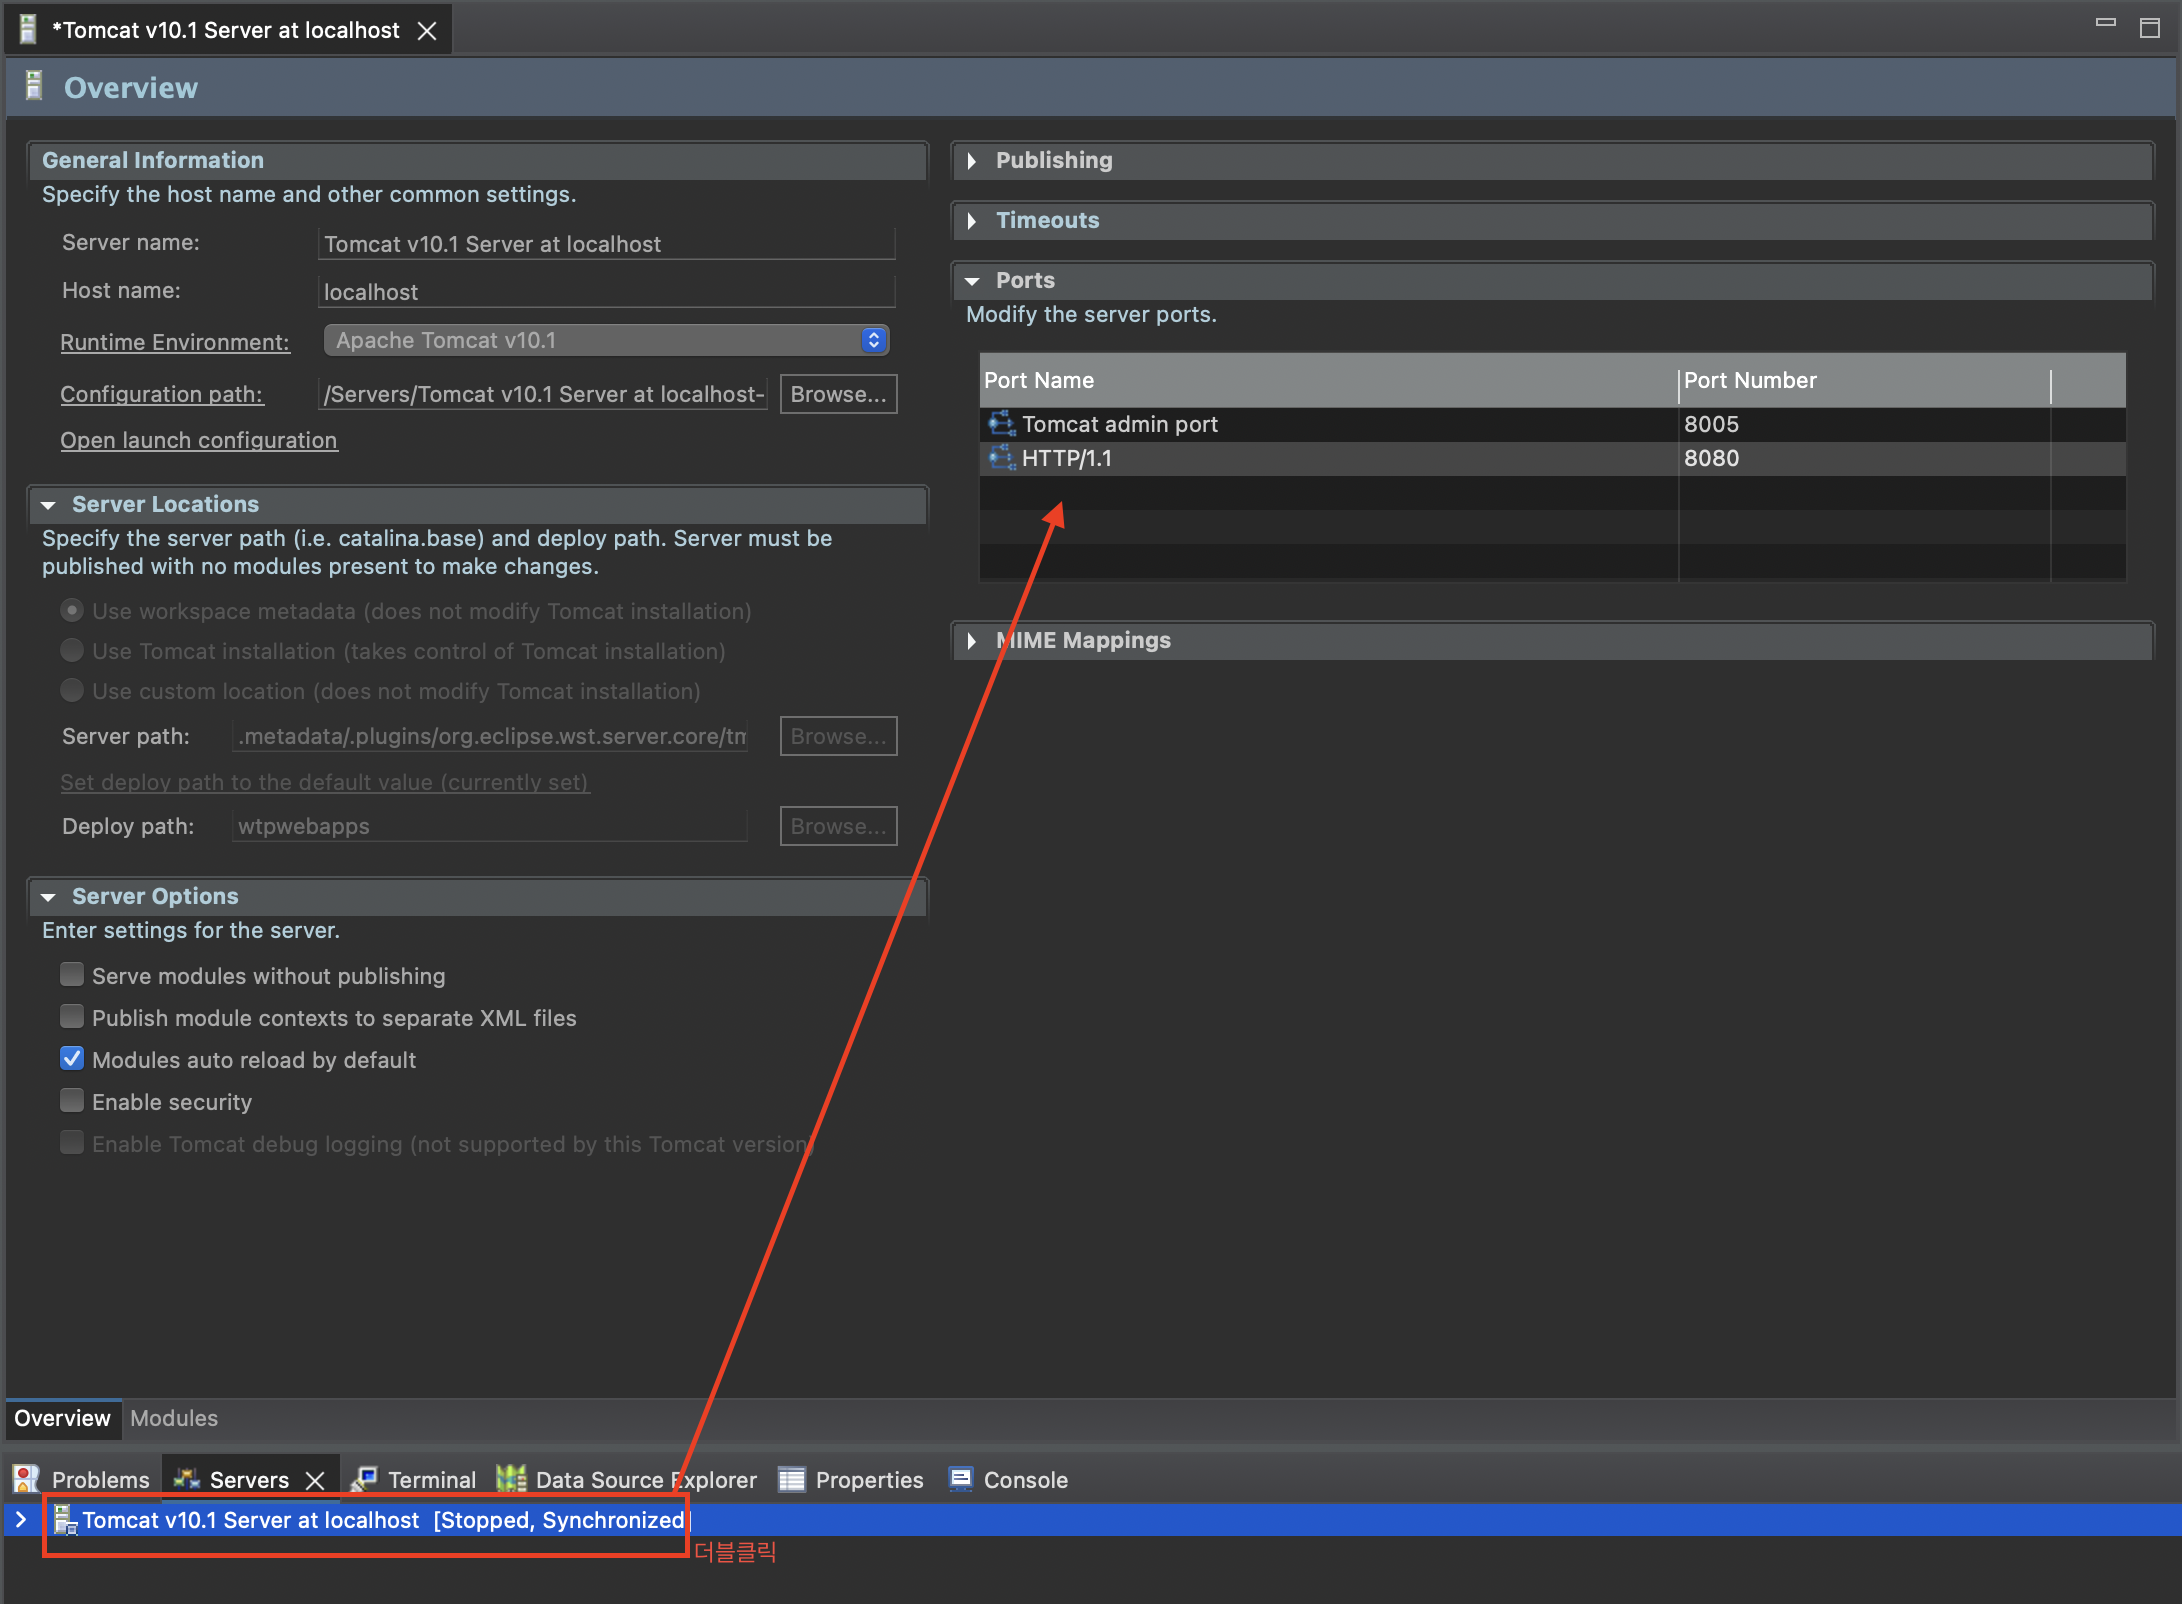 *Tomcat v10.1 Server at localhost
Overview
General Information
Specify the host name and other common settings.
Server name: Tomcat v10.1 Server at localhost
Host name: localhost
Runtime Environment: Apache Tomcat v10.1
Configuration path: /Servers/Tomcat v10.1 Server at localhost- Browse...
Open launch configuration
Server Locations
Specify the server path (i.e. catalina.base) and deploy path. Server must be
published with no modules present to make changes.
Use workspace metadata (does not modify Tomcat installation)
Use Tomcat installation (takes control of Tomcat installation)
Use custom location (does not modify Tomcat installation)
Server path: .metadata/.plugins/org.eclipse.wst.server.core/tm Browse...
Set deploy path to the default value (currently set)
Deploy path: wtpwebapps Browse...
Server Options
Enter settings for the server.
Serve modules without publishing
Publish module contexts to separate XML files
Modules auto reload by default
Enable security
Enable Tomcat debug logging (not supported by this Tomcat version)
Publishing
Timeouts
Ports
Modify the server ports.
Port Name Port Number
Tomcat admin port 8005
HTTP/1.1 8080
MIME Mappings
Overview Modules
Problems Servers Terminal Data Source Explorer Properties Console
Tomcat v10.1 Server at localhost [Stopped, Synchronized]
더블클릭